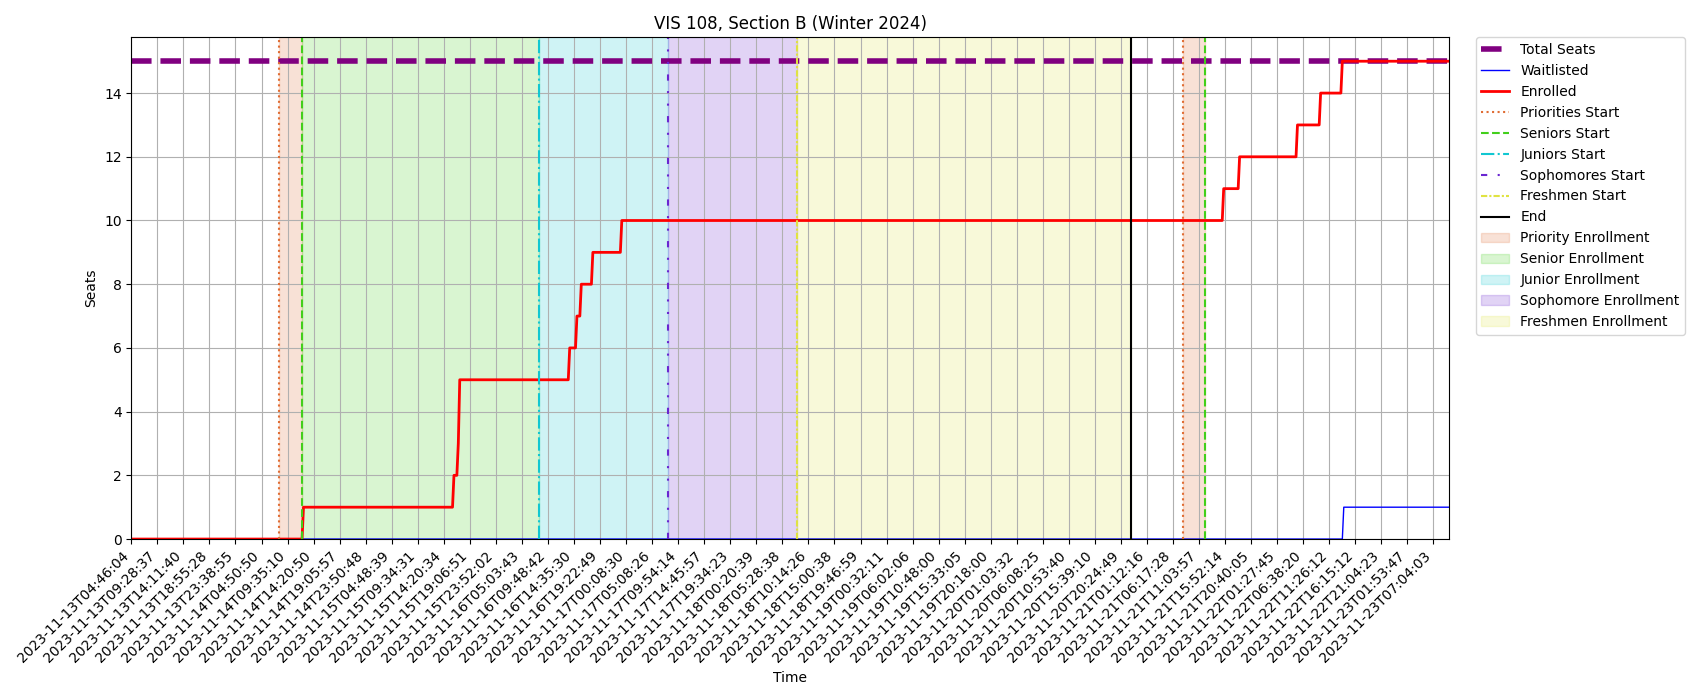 VIS 108, Section B (Winter 2024)
Total Seats
Waitlisted
Enrolled
Priorities Start
Seniors Start
Juniors Start
Sophomores Start
Freshmen Start
End
Priority Enrollment
Senior Enrollment
Junior Enrollment
Sophomore Enrollment
Freshmen Enrollment
Seats
14
12
10
8
6
4
2
0
2023-11-13T04:46:04
2023-11-13T09:28:37
2023-11-13T14:11:40
2023-11-13T18:55:28
2023-11-13T23:38:55
2023-11-14T04:50:50
2023-11-14T09:35:10
2023-11-14T14:20:50
2023-11-14T19:05:57
2023-11-14T23:50:48
2023-11-15T04:48:39
2023-11-15T09:34:31
2023-11-15T14:20:34
2023-11-15T19:06:51
2023-11-15T23:52:02
2023-11-16T05:03:43
2023-11-16T09:48:42
2023-11-16T14:35:30
2023-11-16T19:22:49
2023-11-17T00:08:30
2023-11-17T05:08:26
2023-11-17T09:54:14
2023-11-17T14:45:57
2023-11-17T19:34:23
2023-11-18T00:20:39
2023-11-18T05:28:38
2023-11-18T10:14:26
2023-11-18T15:00:38
2023-11-18T19:46:59
2023-11-19T00:32:11
2023-11-19T06:02:06
2023-11-19T10:48:00
2023-11-19T15:33:05
2023-11-19T20:18:00
2023-11-20T01:03:32
2023-11-20T06:08:25
2023-11-20T10:53:40
2023-11-20T15:39:10
2023-11-20T20:24:49
2023-11-21T01:12:16
2023-11-21T06:17:28
2023-11-21T11:03:57
2023-11-21T15:52:14
2023-11-21T20:40:05
2023-11-22T01:27:45
2023-11-22T06:38:20
2023-11-22T11:26:12
2023-11-22T16:15:12
2023-11-22T21:04:23
2023-11-23T01:53:47
2023-11-23T07:04:03
Time